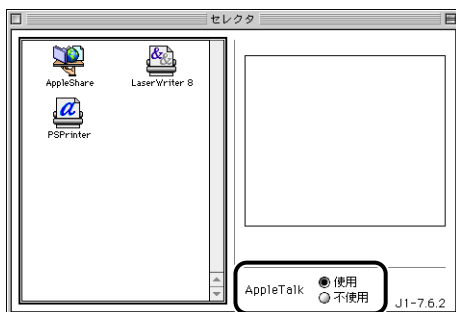 セレクタ
AppleShare
LaserWriter 8
PSPrinter
AppleTalk
使用
不使用
J1-7.6.2